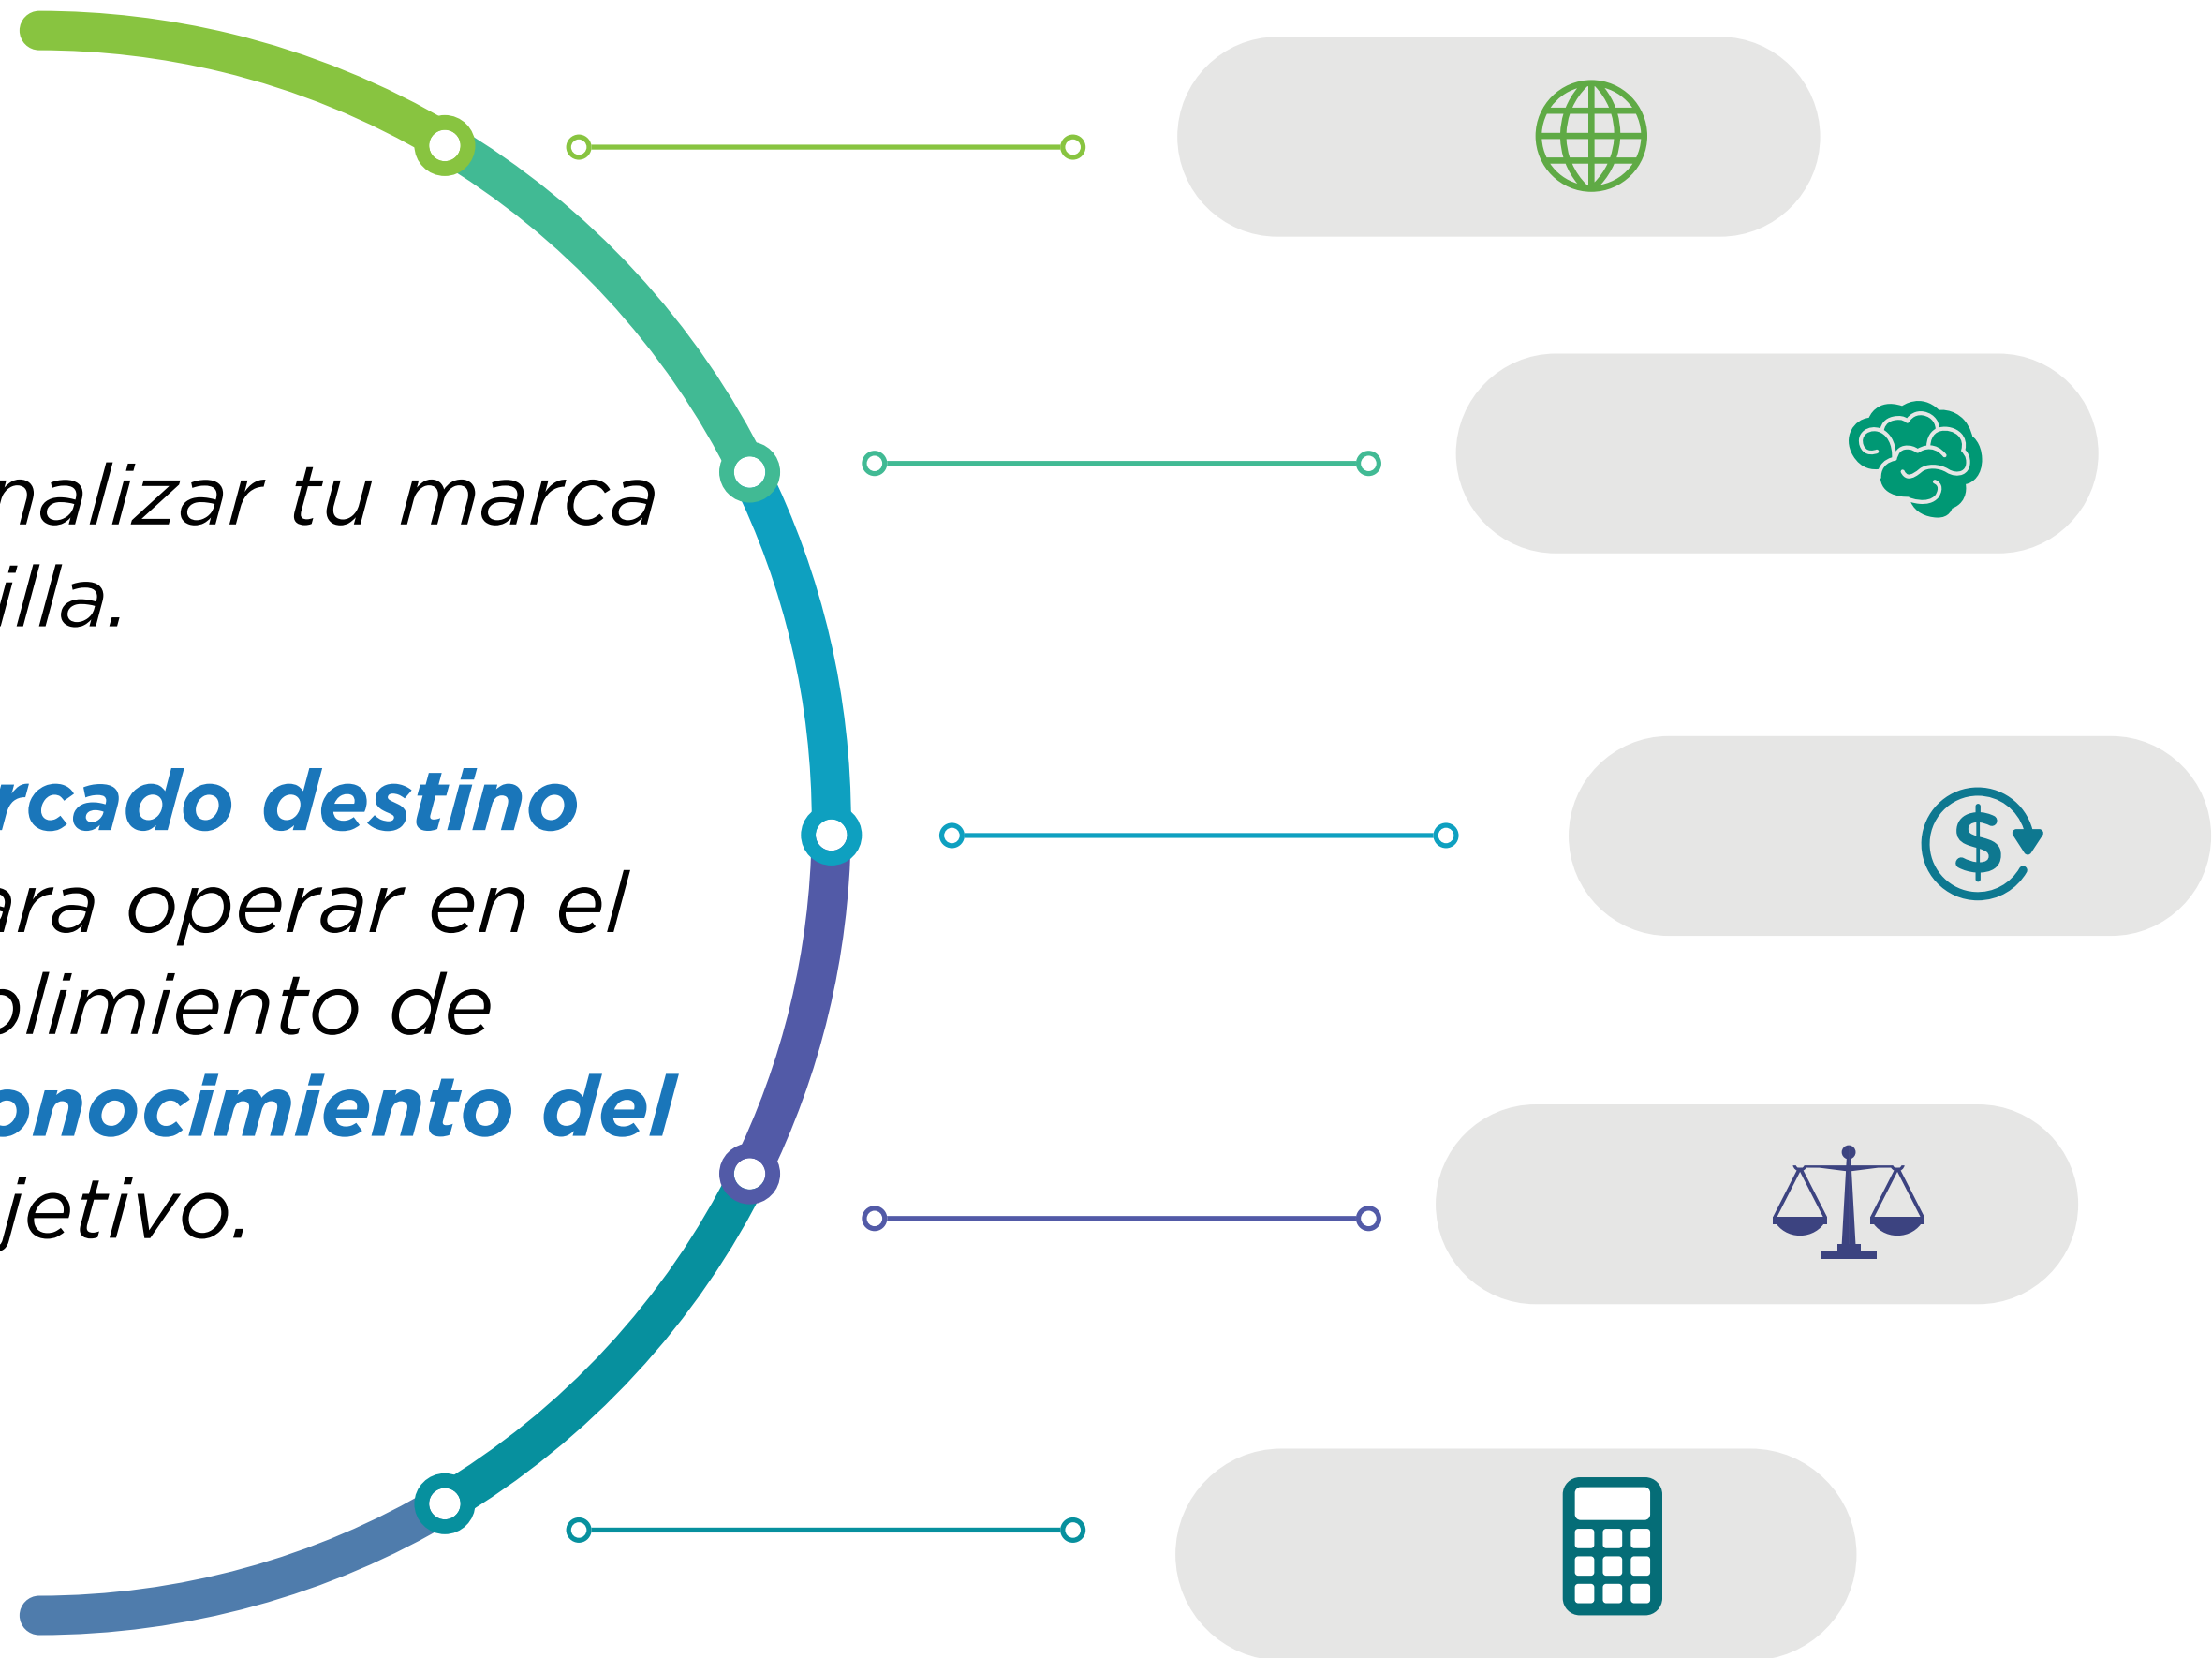 nalizar tu marca
illa.
rcado destino
ara operar en el
plimiento de
onocimiento del
jetivo.